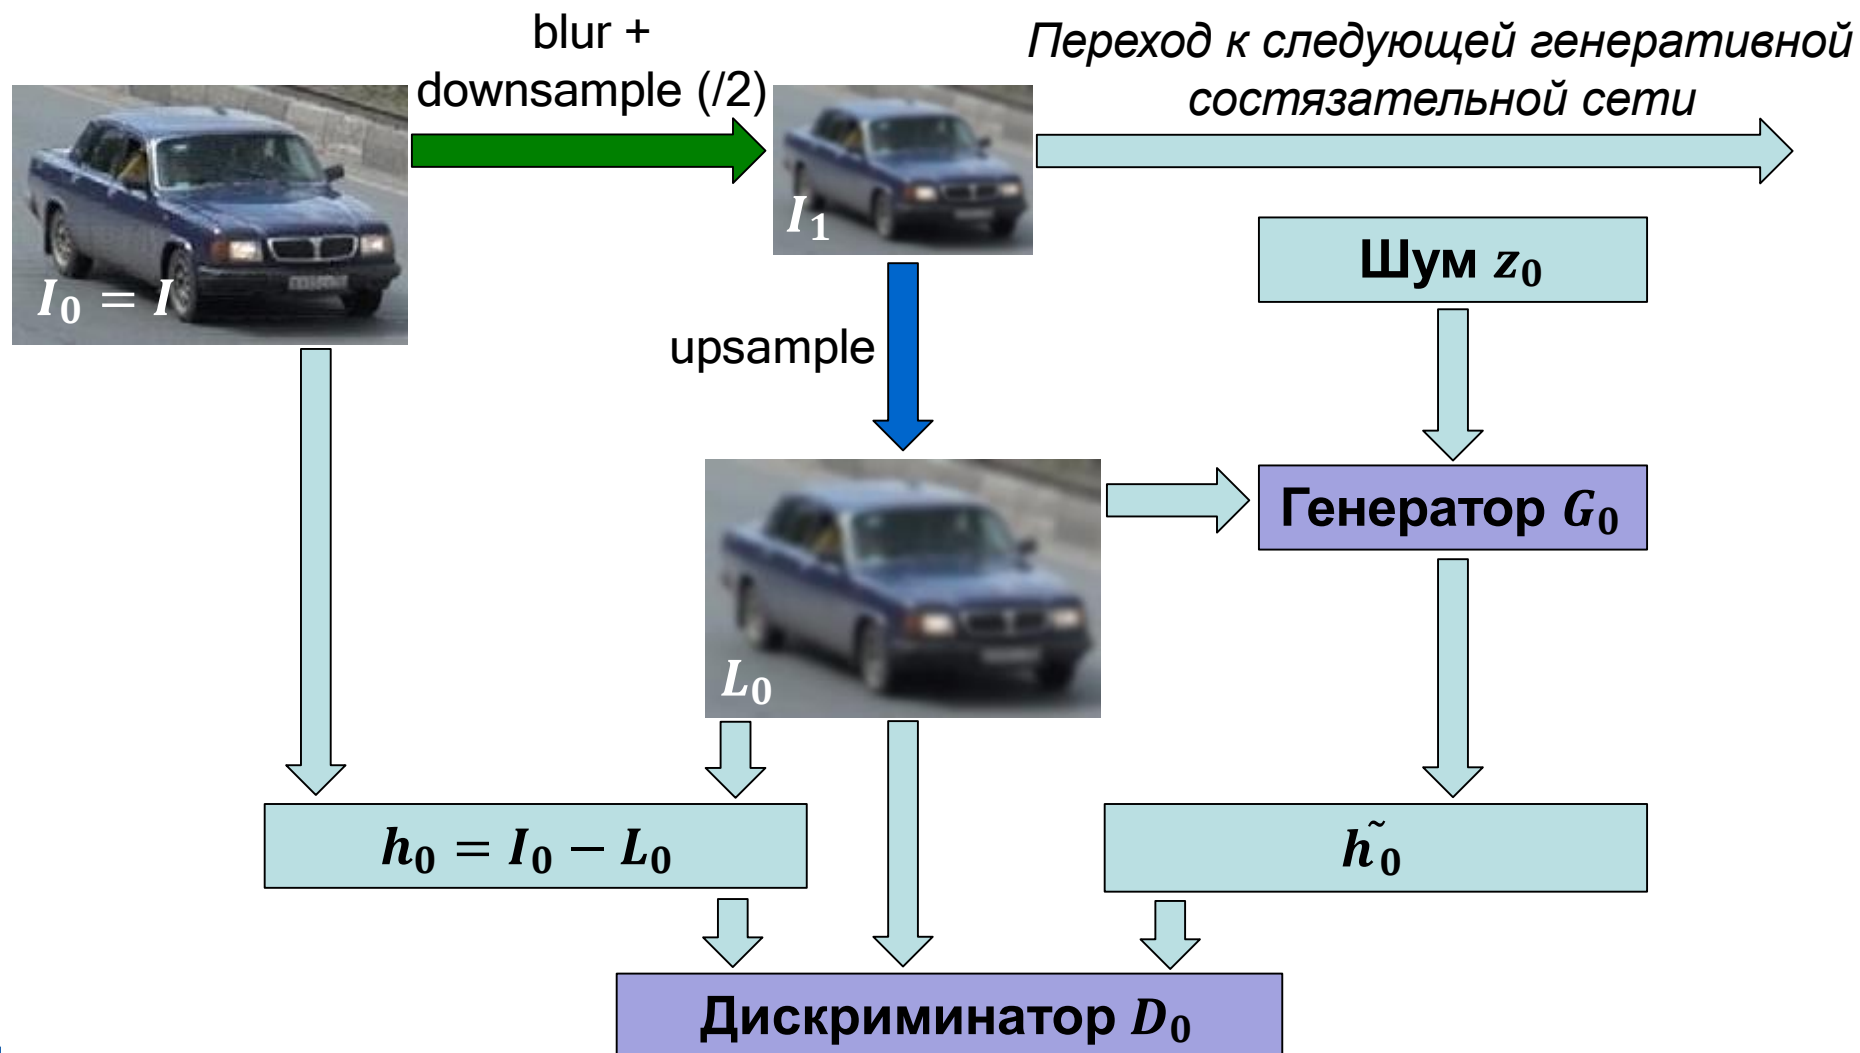 blur +
downsample (/2)
Переход к следующей генеративной
состязательной сети
I₀ = I
I₁
Шум z₀
upsample
Генератор G₀
L₀
h₀ = I₀ − L₀
h̃₀
Дискриминатор D₀